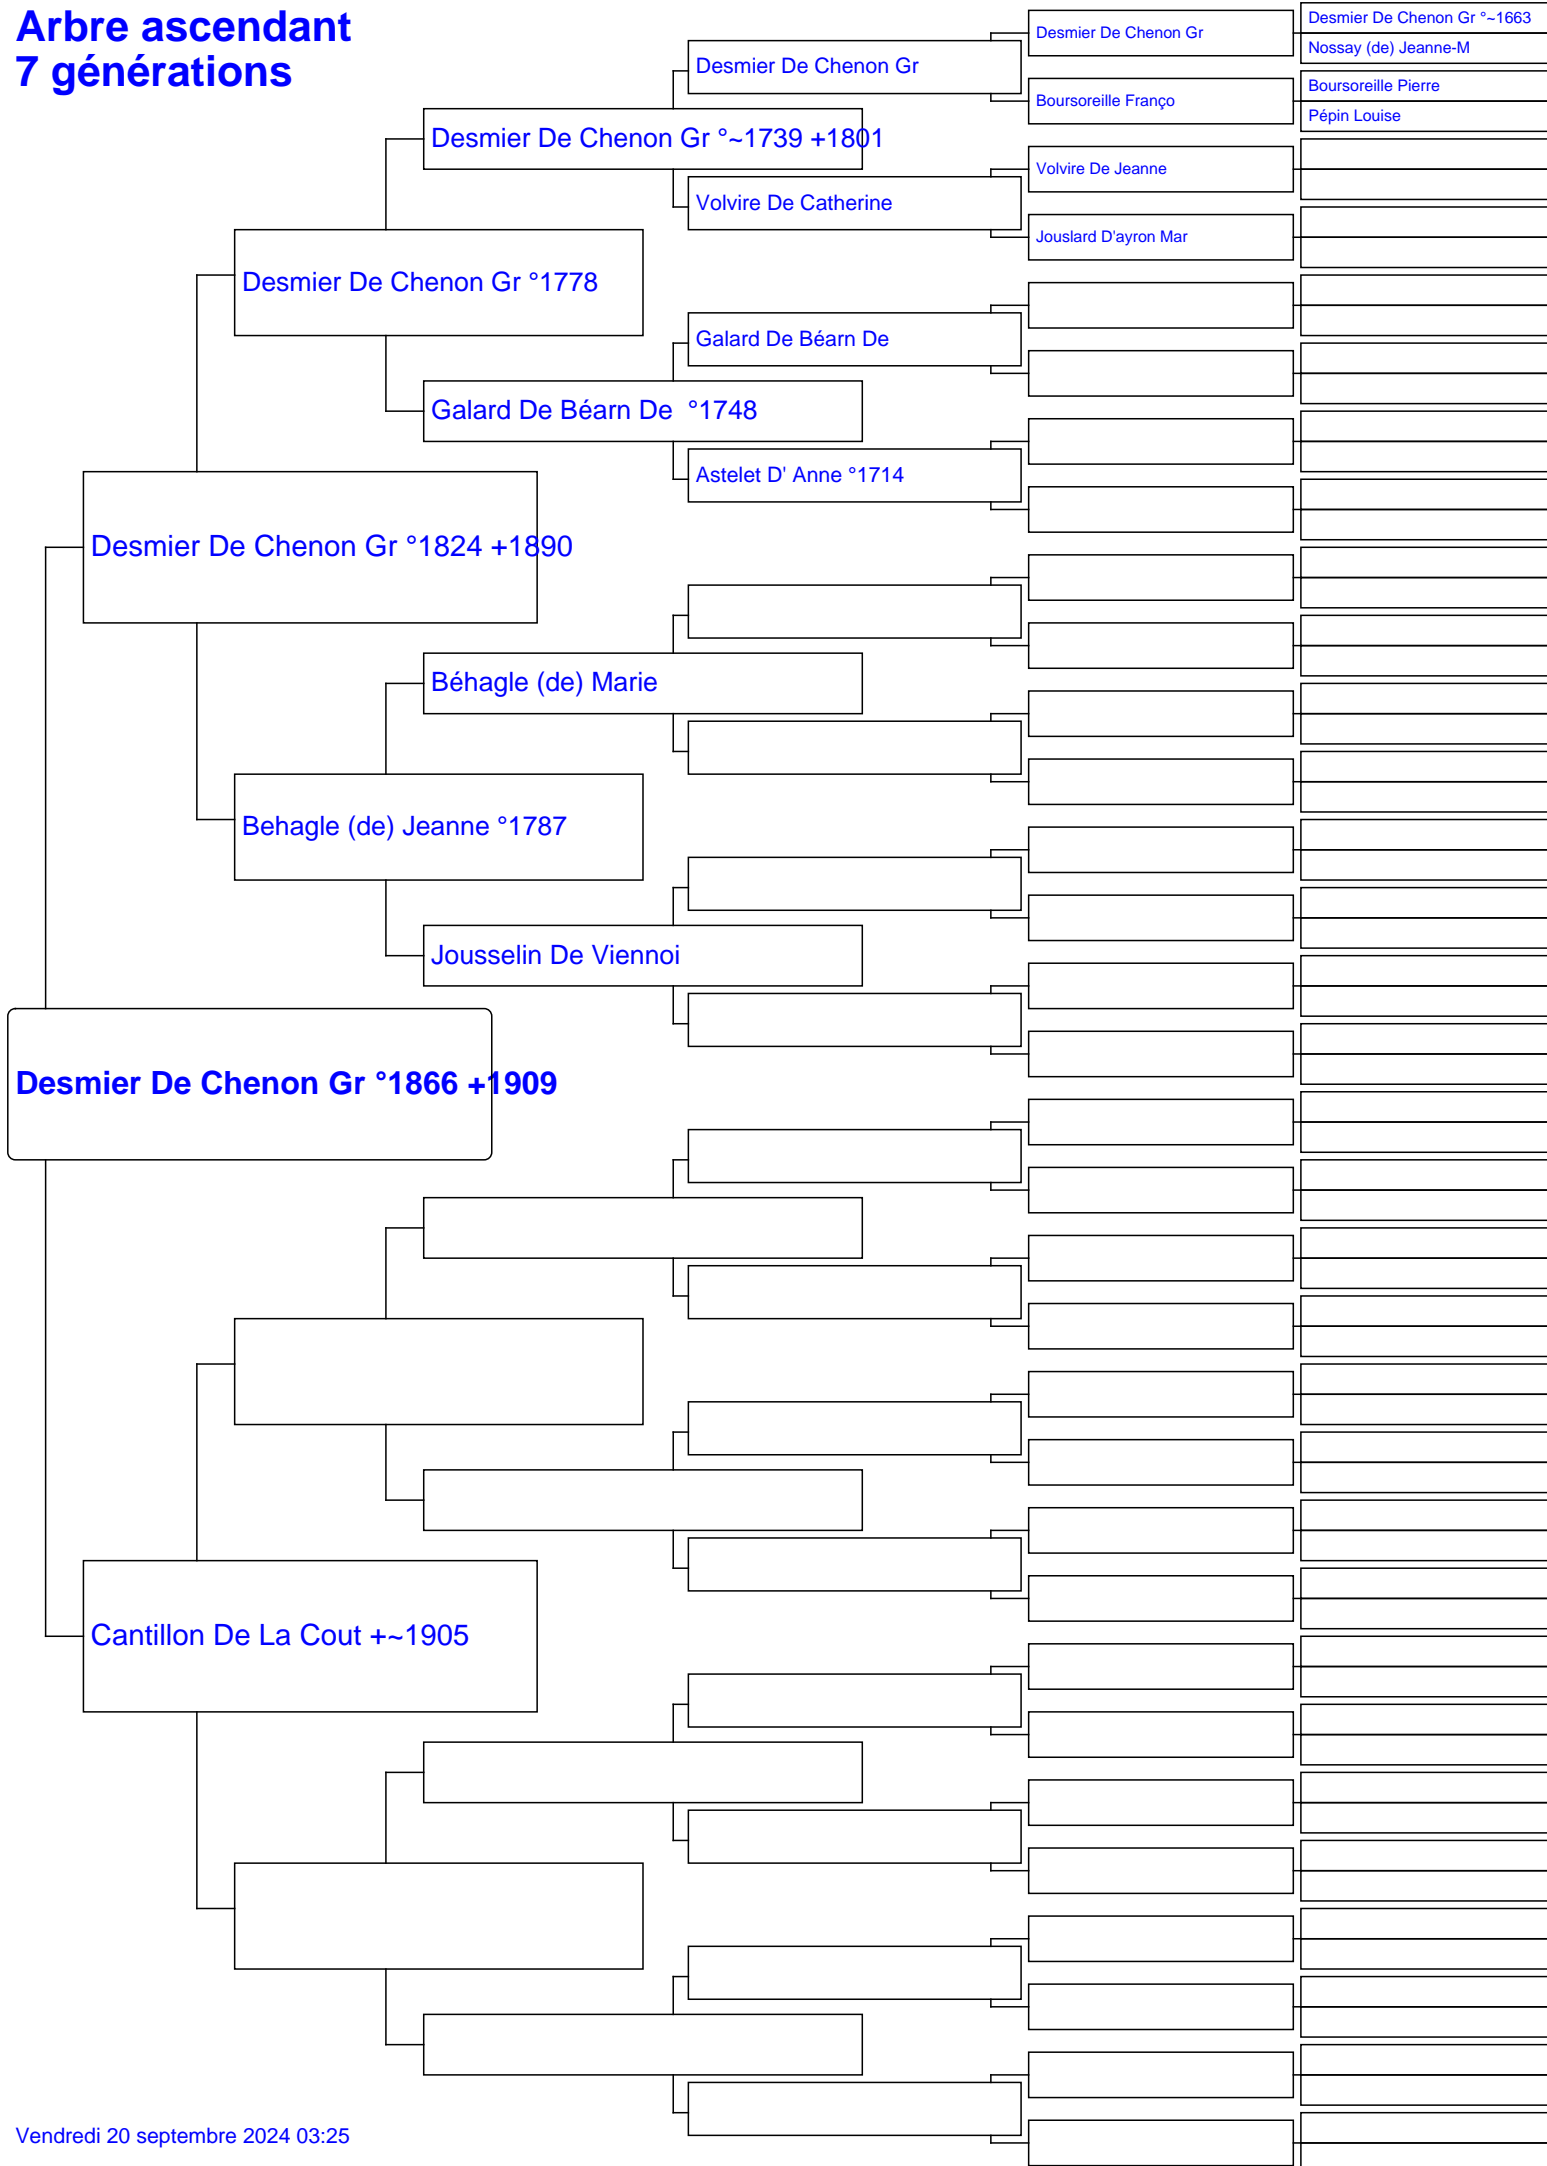 Arbre ascendant
7 générations
Desmier De Chenon Gr °~1663
Desmier De Chenon Gr
Nossay (de) Jeanne-M
Desmier De Chenon Gr
Boursoreille Pierre
Boursoreille Franço
Pépin Louise
Desmier De Chenon Gr °~1739 +1801
Volvire De Jeanne
Volvire De Catherine
Jouslard D'ayron Mar
Desmier De Chenon Gr °1778
Galard De Béarn De
Galard De Béarn De  °1748
Astelet D' Anne °1714
Desmier De Chenon Gr °1824 +1890
Béhagle (de) Marie
Behagle (de) Jeanne °1787
Jousselin De Viennoi
Desmier De Chenon Gr °1866 +1909
Cantillon De La Cout +~1905
Vendredi 20 septembre 2024 03:25